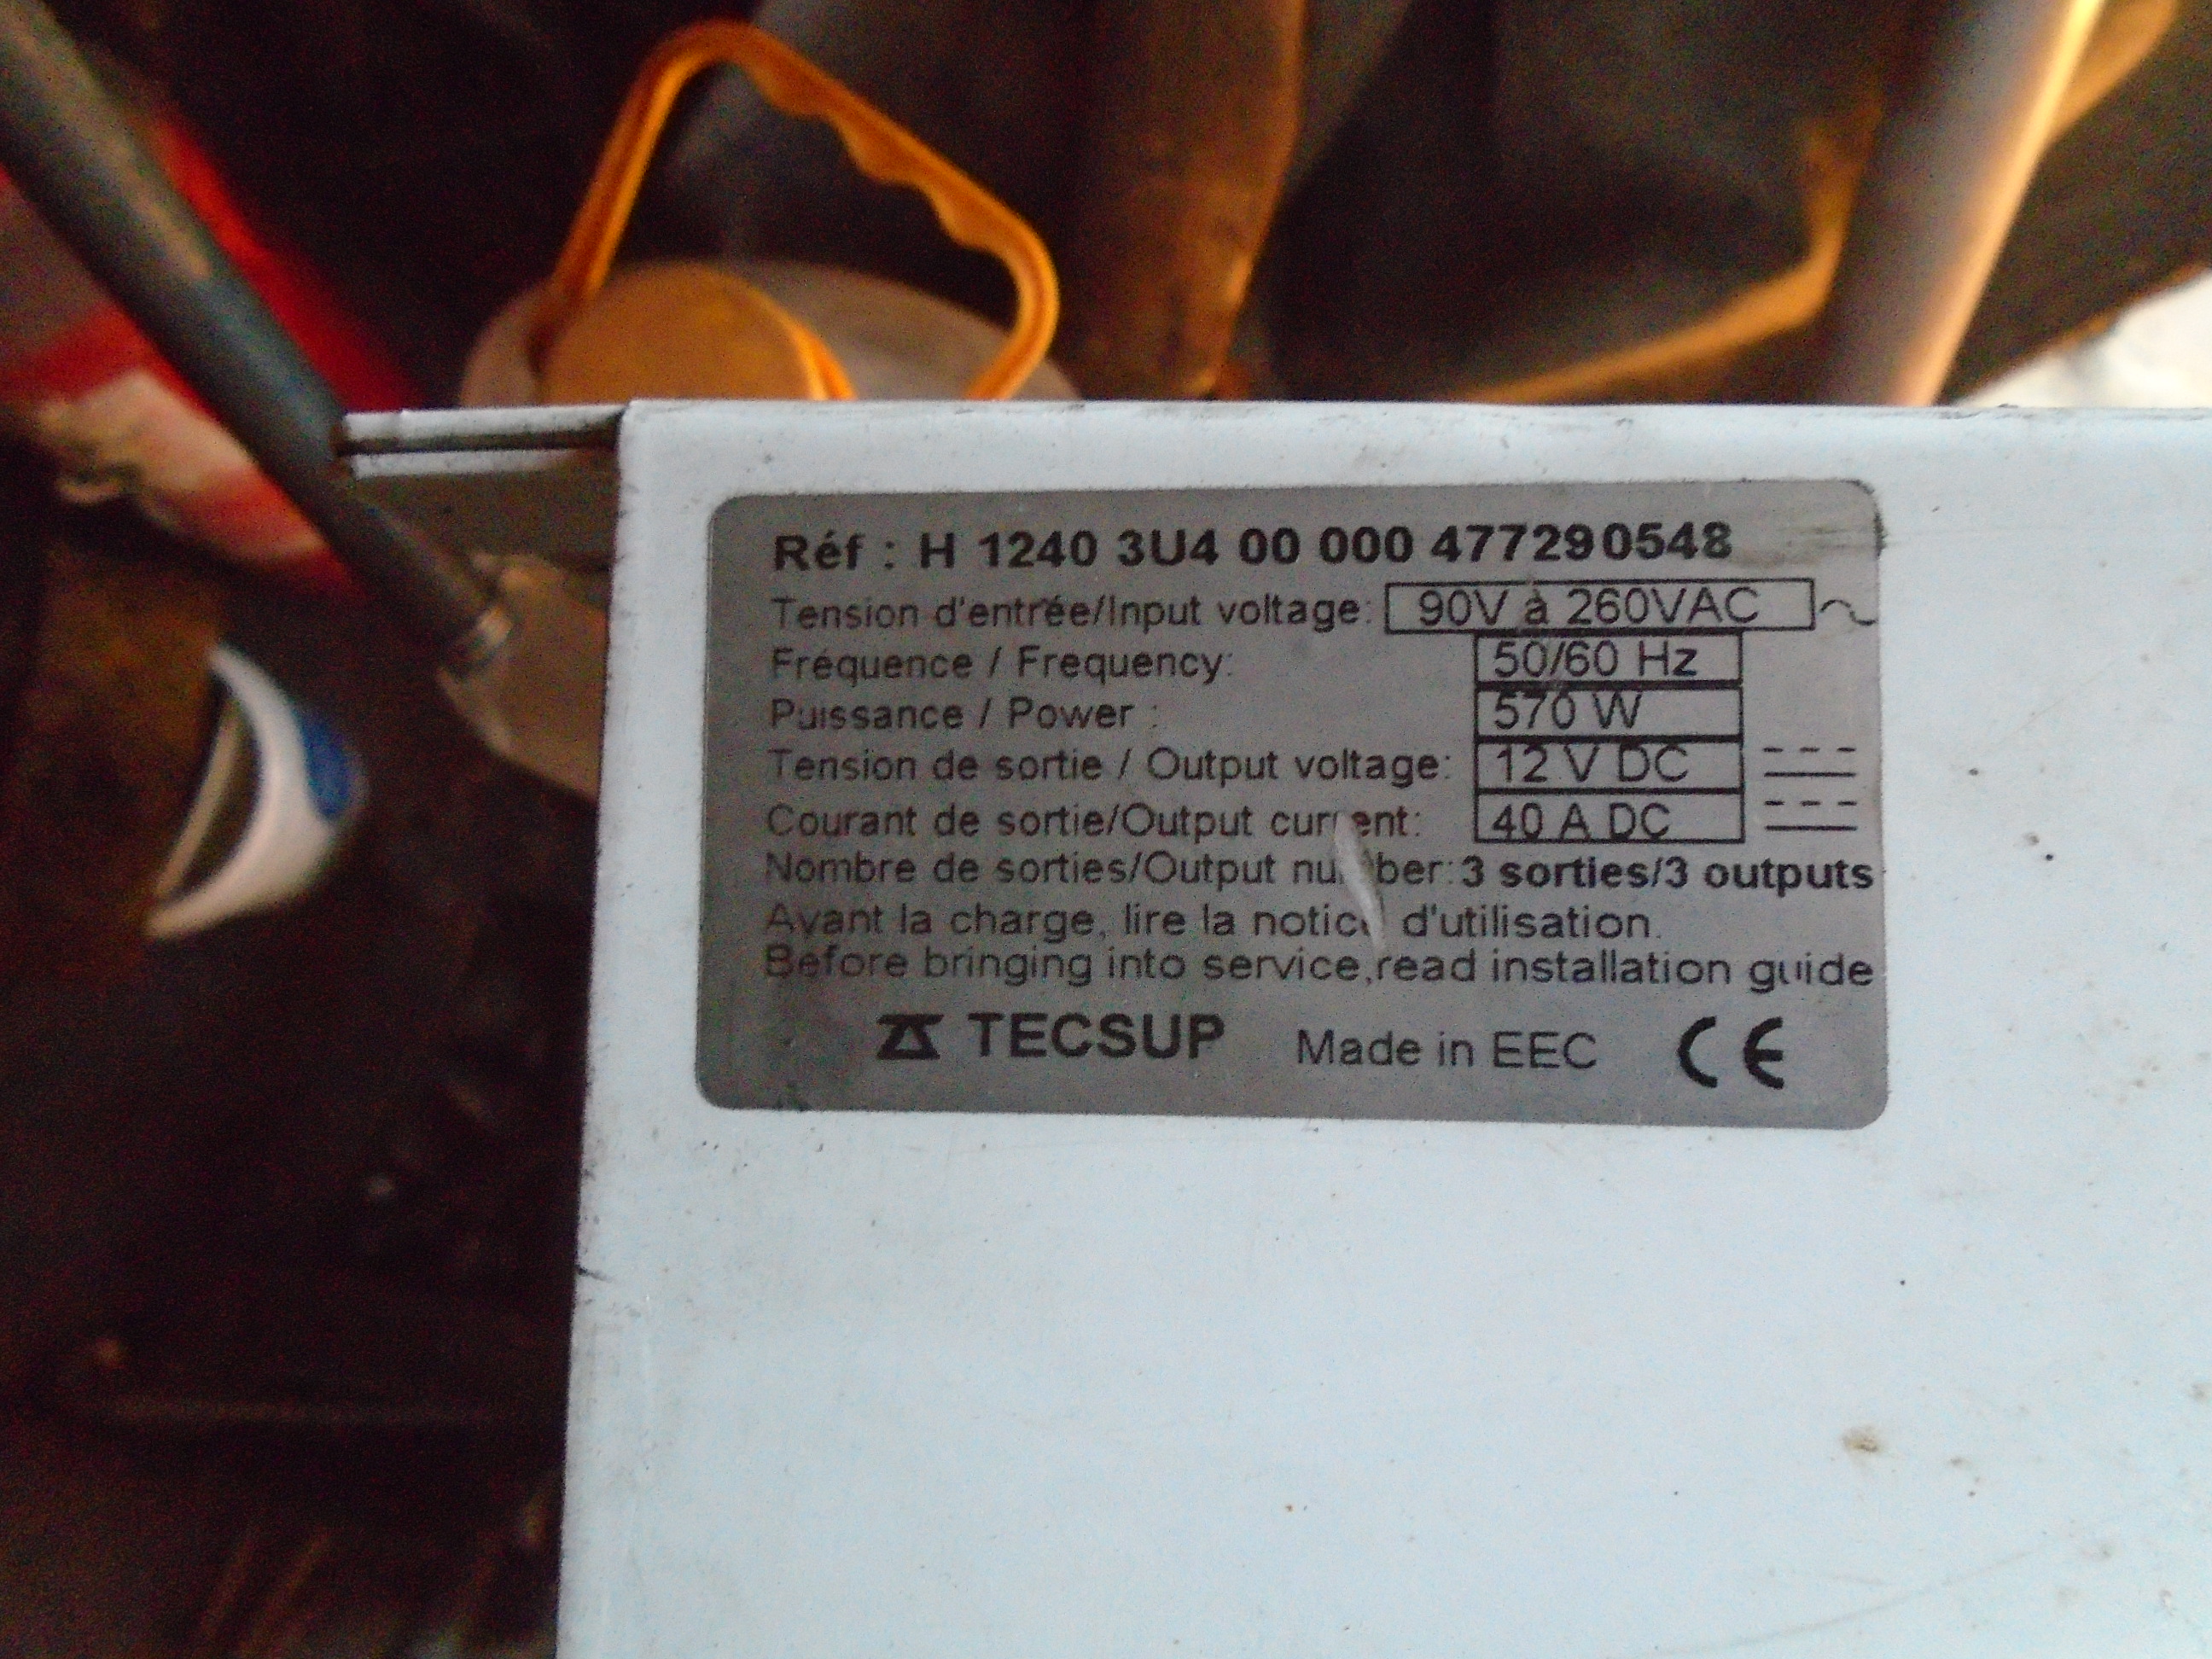 Réf : H 1240 3U4 00 000 477290548
Tension d'entrée/Input voltage: 90V à 260VAC
Fréquence / Frequency: 50/60 Hz
Puissance / Power : 570 W
Tension de sortie / Output voltage: 12 V DC
Courant de sortie/Output current: 40 A DC
Nombre de sorties/Output number: 3 sorties/3 outputs
Avant la charge, lire la notice d'utilisation.
Before bringing into service,read installation guide
TECSUP Made in EEC CE